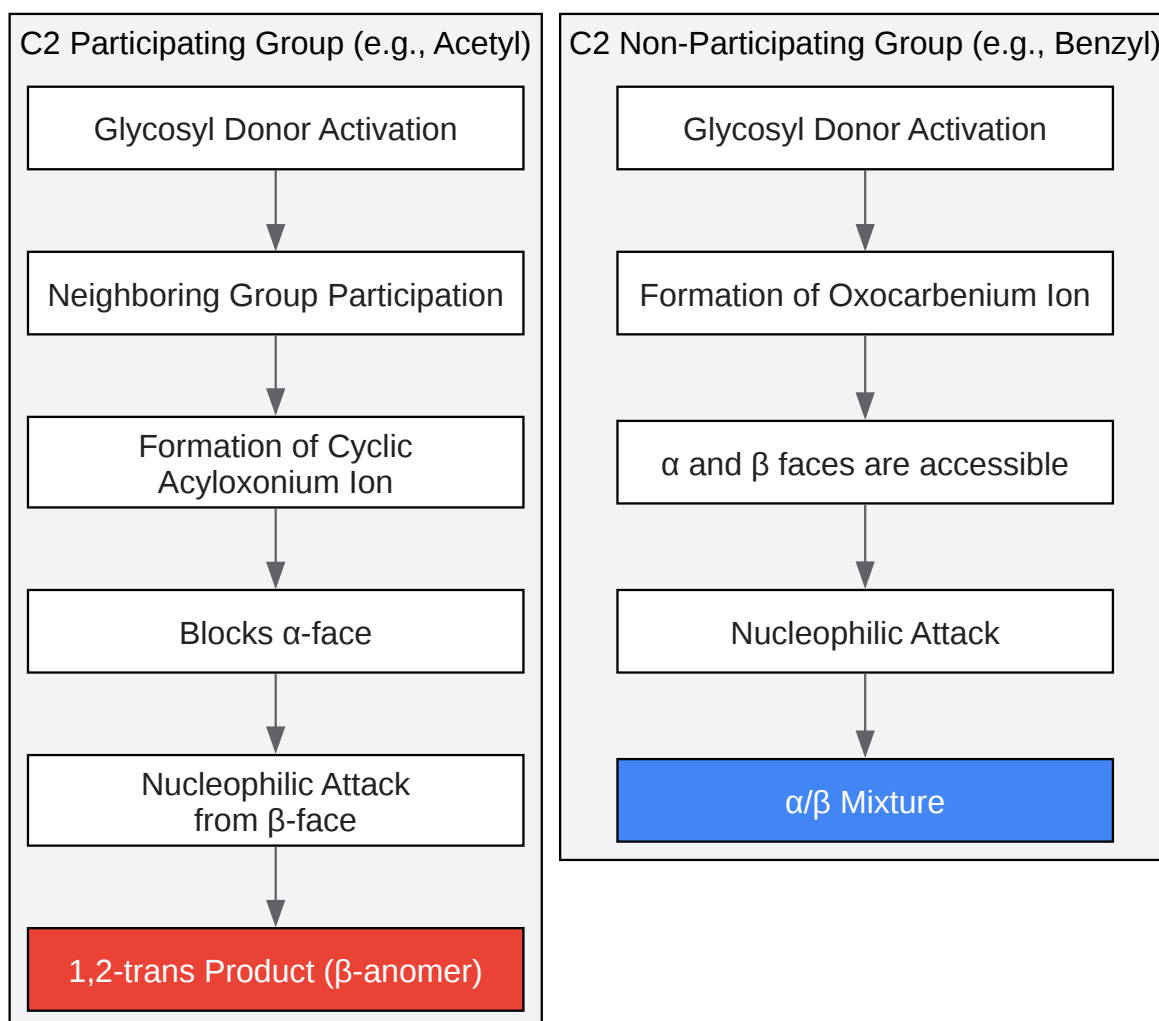 C2 Participating Group (e.g., Acetyl)
Glycosyl Donor Activation
Neighboring Group Participation
Formation of Cyclic
Acyloxonium Ion
Blocks α-face
Nucleophilic Attack
from β-face
1,2-trans Product (β-anomer)
C2 Non-Participating Group (e.g., Benzyl)
Glycosyl Donor Activation
Formation of Oxocarbenium Ion
α and β faces are accessible
Nucleophilic Attack
α/β Mixture